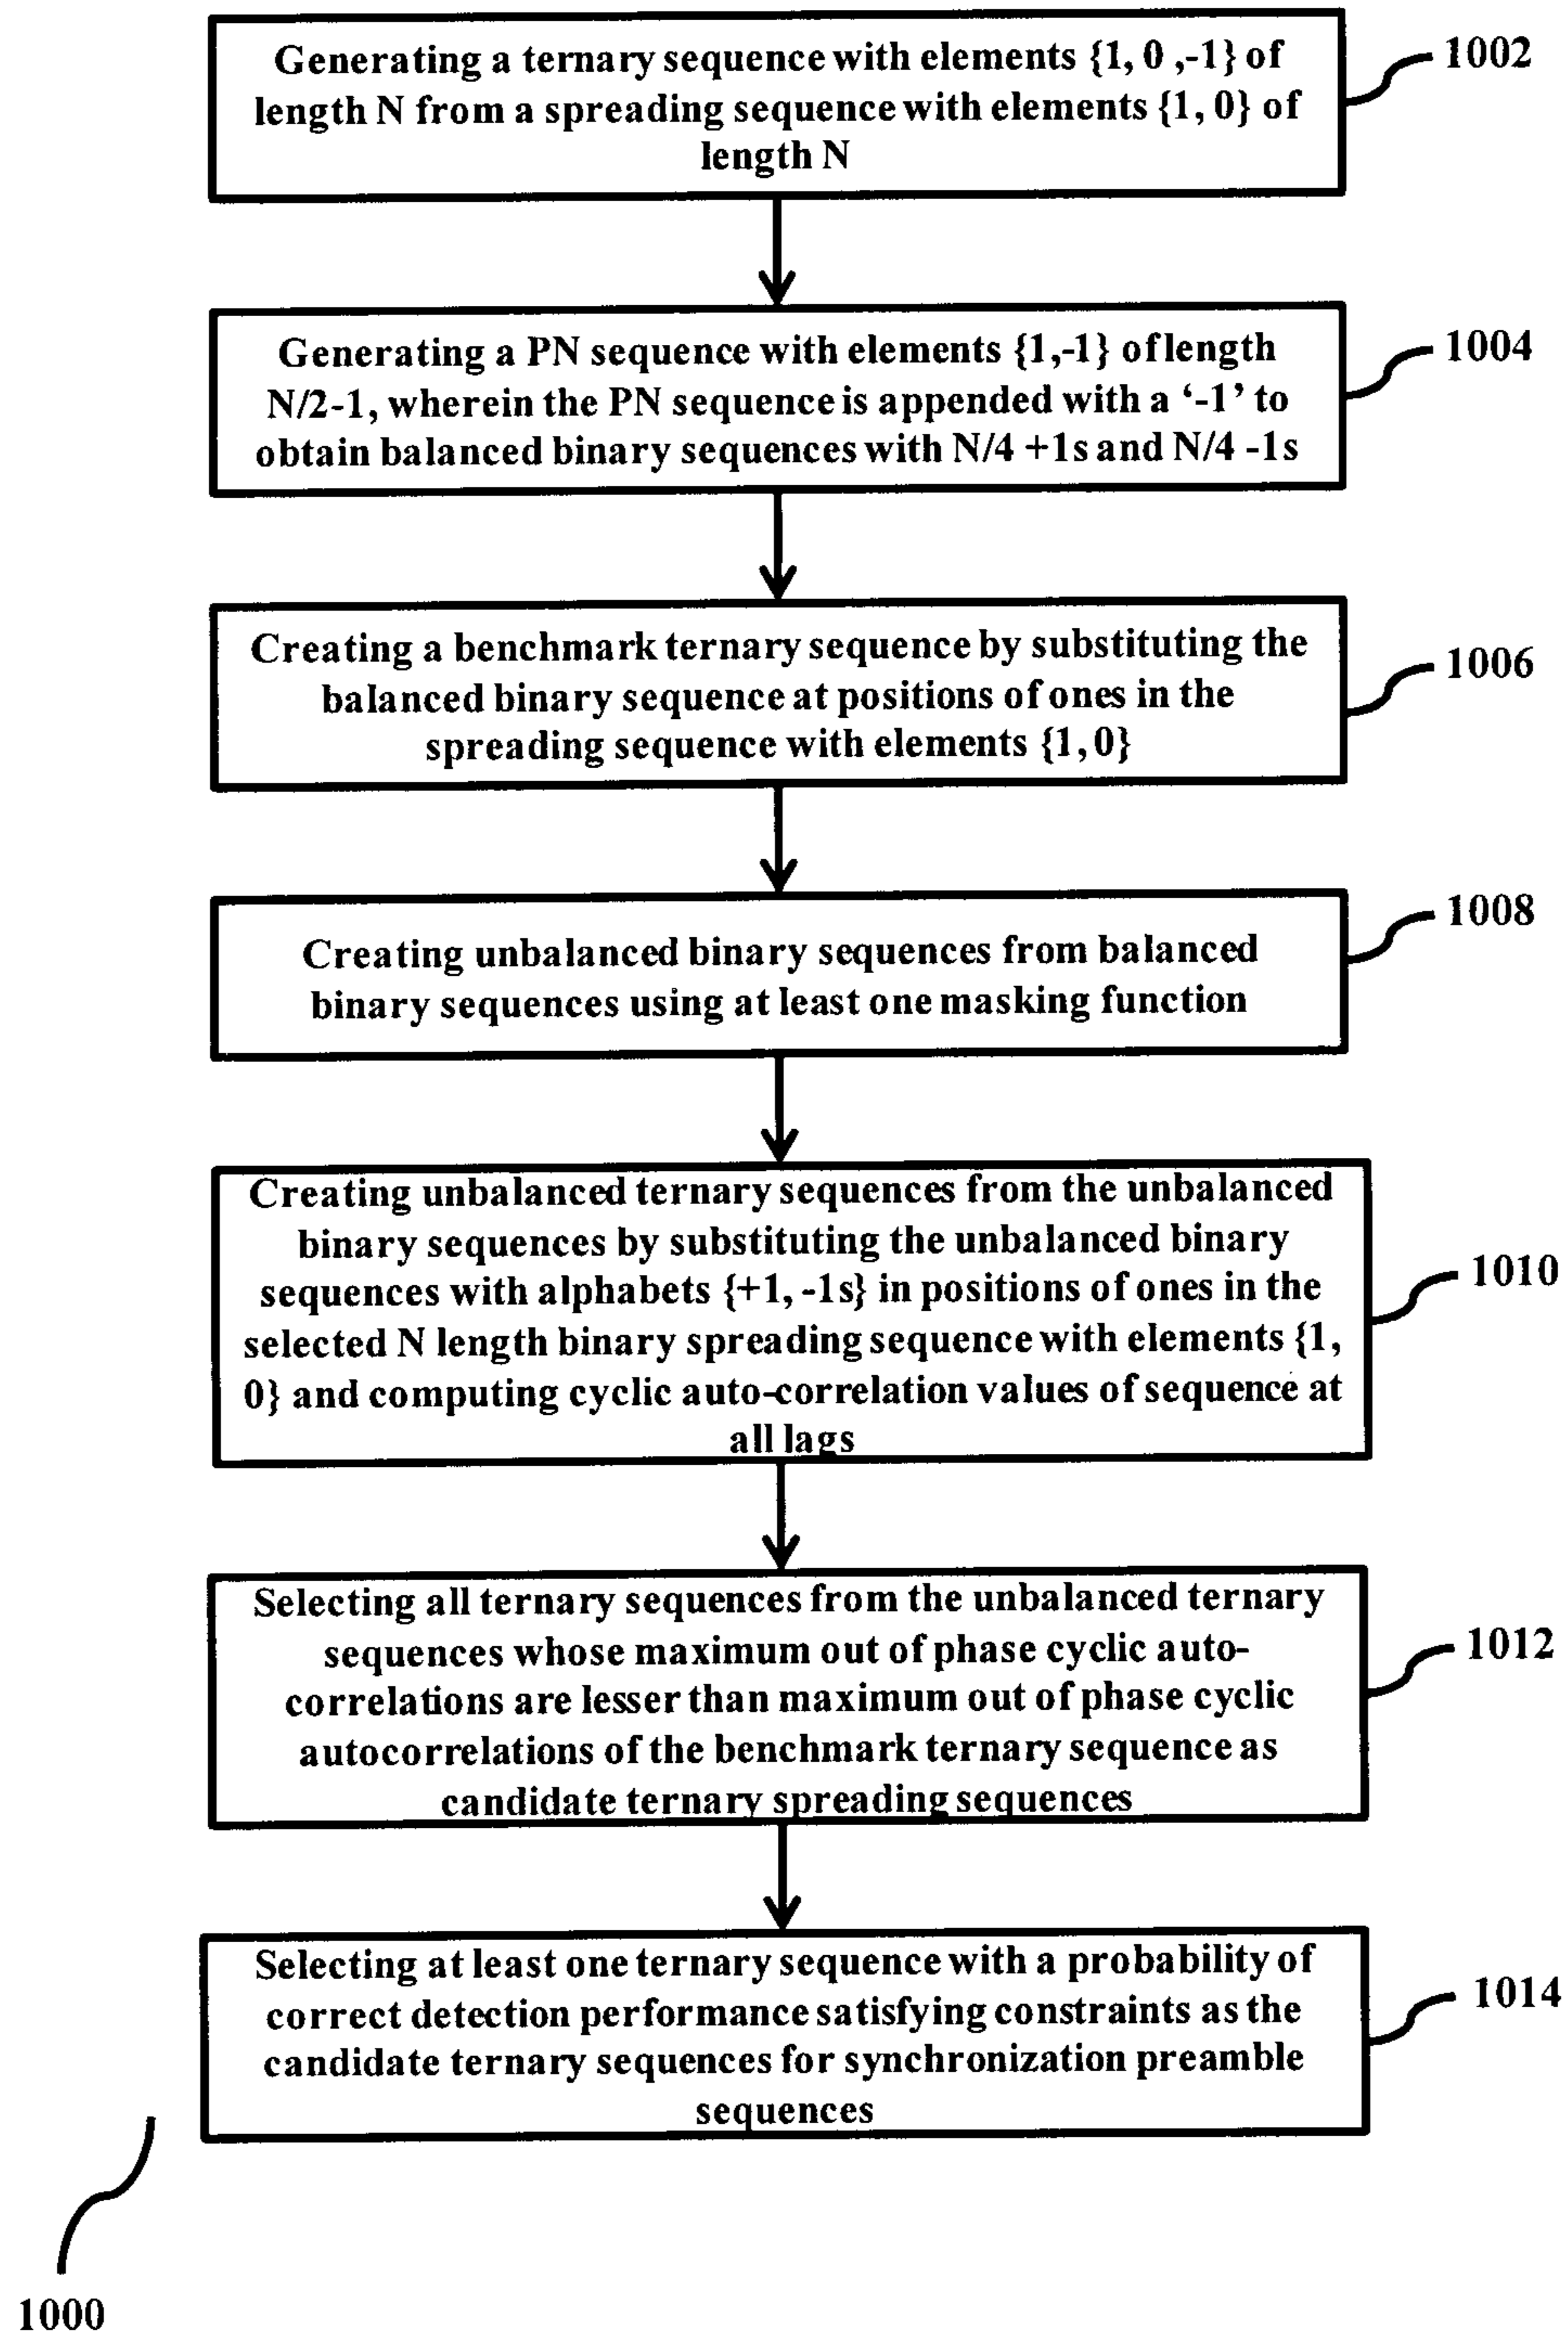 Generating a ternary sequence with elements {1, 0 ,-1} of
length N from a spreading sequence with elements {1, 0} of
length N
1002
Generating a PN sequence with elements {1,-1} of length
N/2-1, wherein the PN sequence is appended with a ‘-1’ to
obtain balanced binary sequences with N/4 +1s and N/4 -1s
1004
Creating a benchmark ternary sequence by substituting the
balanced binary sequence at positions of ones in the
spreading sequence with elements {1, 0}
1006
Creating unbalanced binary sequences from balanced
binary sequences using at least one masking function
1008
Creating unbalanced ternary sequences from the unbalanced
binary sequences by substituting the unbalanced binary
sequences with alphabets {+1, -1s} in positions of ones in the
selected N length binary spreading sequence with elements {1,
0} and computing cyclic auto-correlation values of sequence at
all lags
1010
Selecting all ternary sequences from the unbalanced ternary
sequences whose maximum out of phase cyclic auto-
correlations are lesser than maximum out of phase cyclic
autocorrelations of the benchmark ternary sequence as
candidate ternary spreading sequences
1012
Selecting at least one ternary sequence with a probability of
correct detection performance satisfying constraints as the
candidate ternary sequences for synchronization preamble
sequences
1014
1000